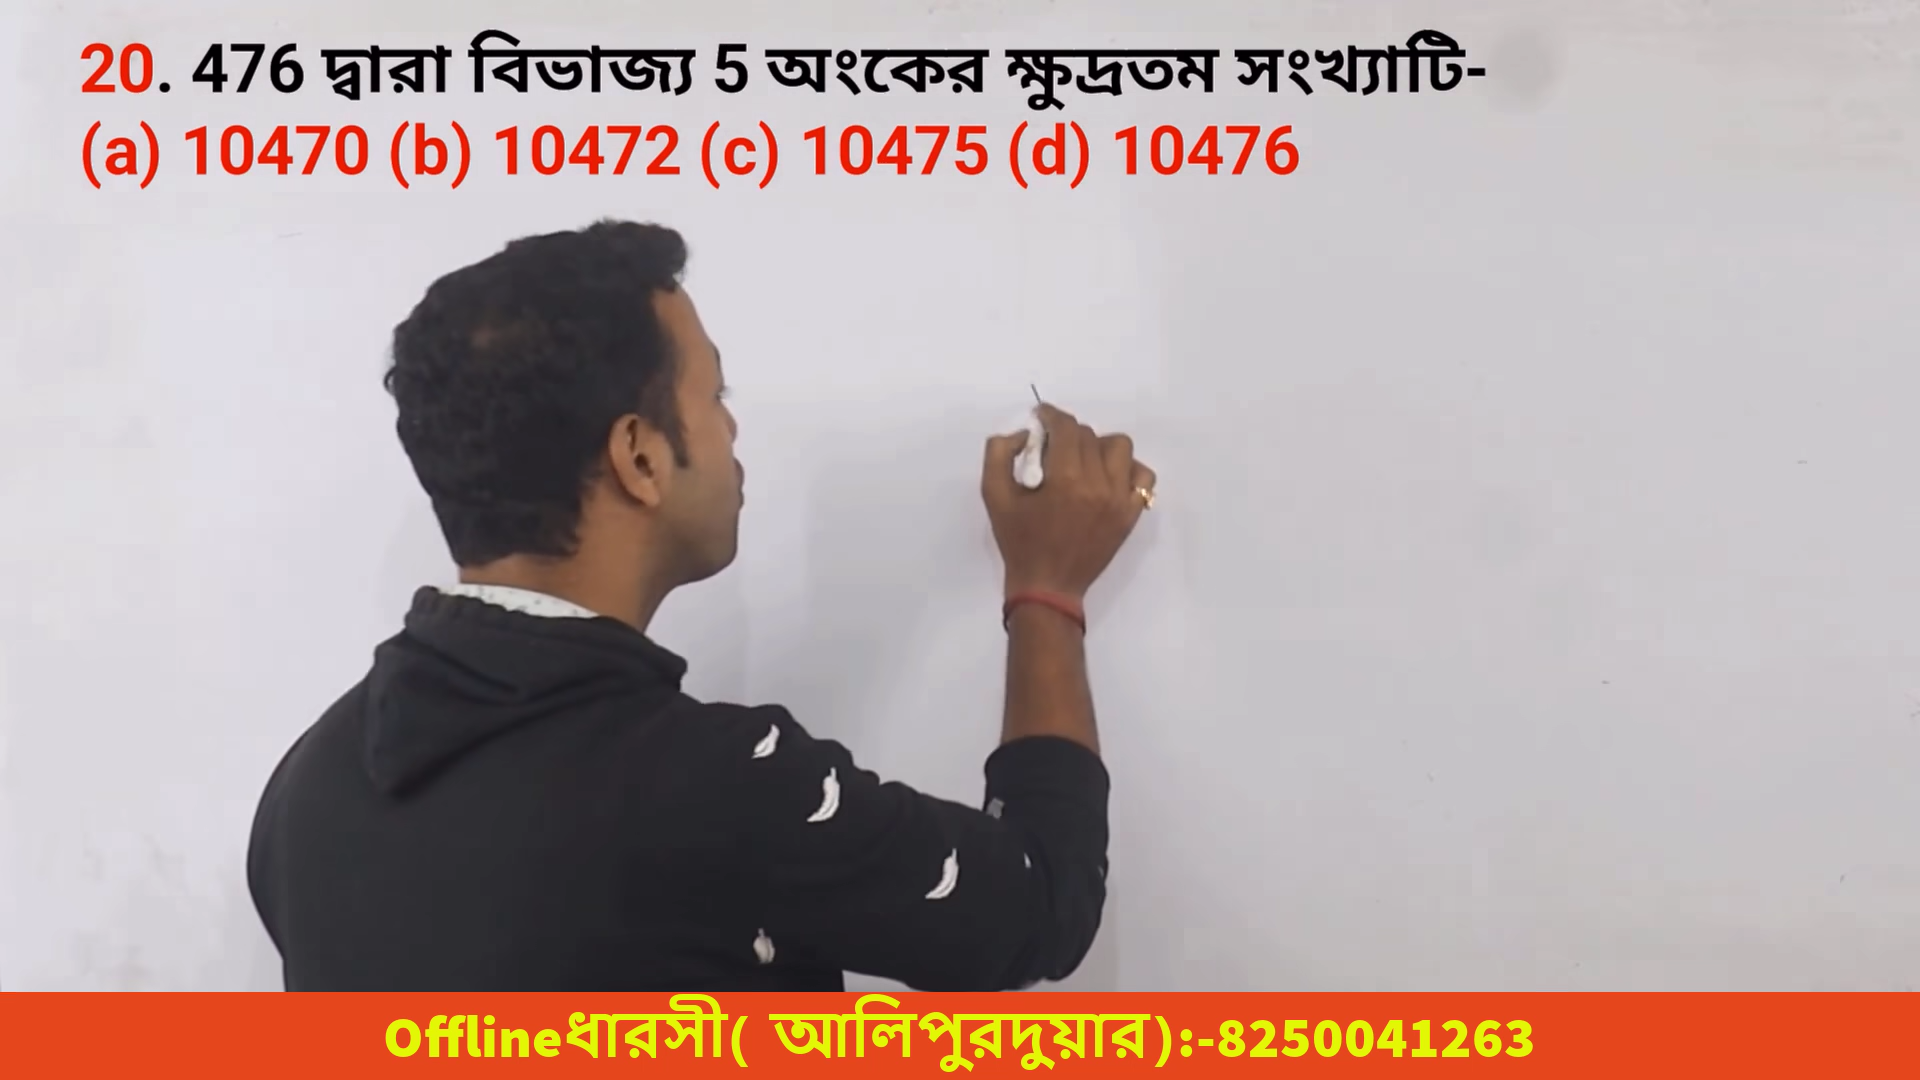 20. 476 দ্বারা বিভাজ্য 5 অংকের ক্ষুদ্রতম সংখ্যাটি-
(a) 10470 (b) 10472 (c) 10475 (d) 10476
Offlineধারসী( আলিপুরদুয়ার):-8250041263